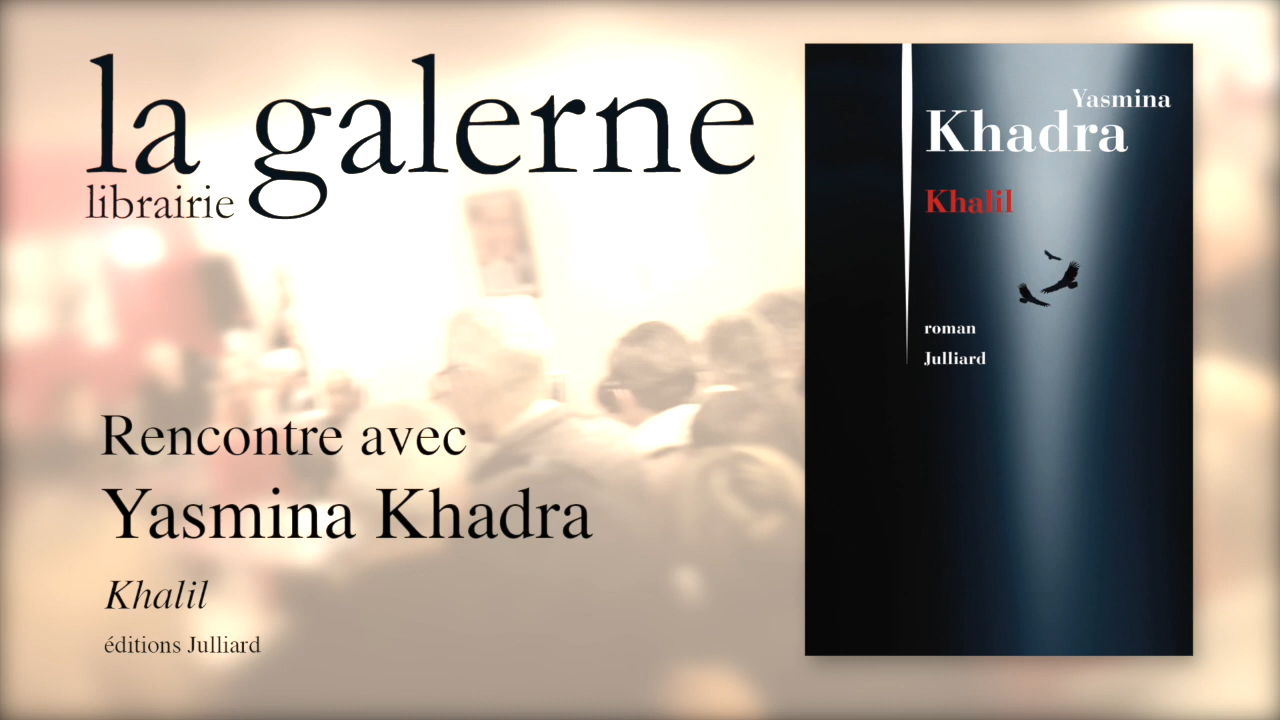 la galerne
librairie
Rencontre avec
Yasmina Khadra
Khalil
éditions Julliard
Yasmina
Khadra
Khalil
roman
Julliard